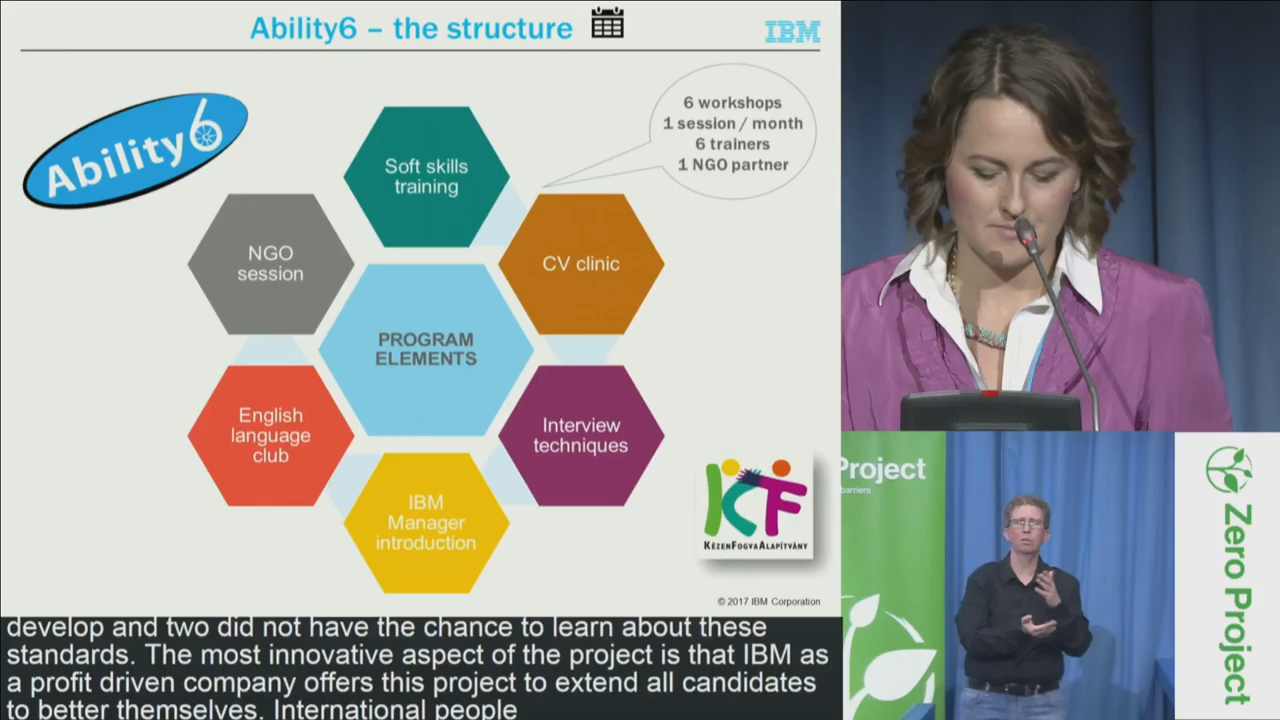 Ability6 – the structure
IBM
Ability6
6 workshops
1 session / month
6 trainers
1 NGO partner
Soft skills
training
NGO
session
CV clinic
PROGRAM
ELEMENTS
English
language
club
Interview
techniques
IBM
Manager
introduction
KCF
KÉZENFOGVAALAPÍTVÁNY
© 2017 IBM Corporation
develop and two did not have the chance to learn about these
standards. The most innovative aspect of the project is that IBM as
a profit driven company offers this project to extend all candidates
to better themselves. International people
Project
barriers
Zero Project